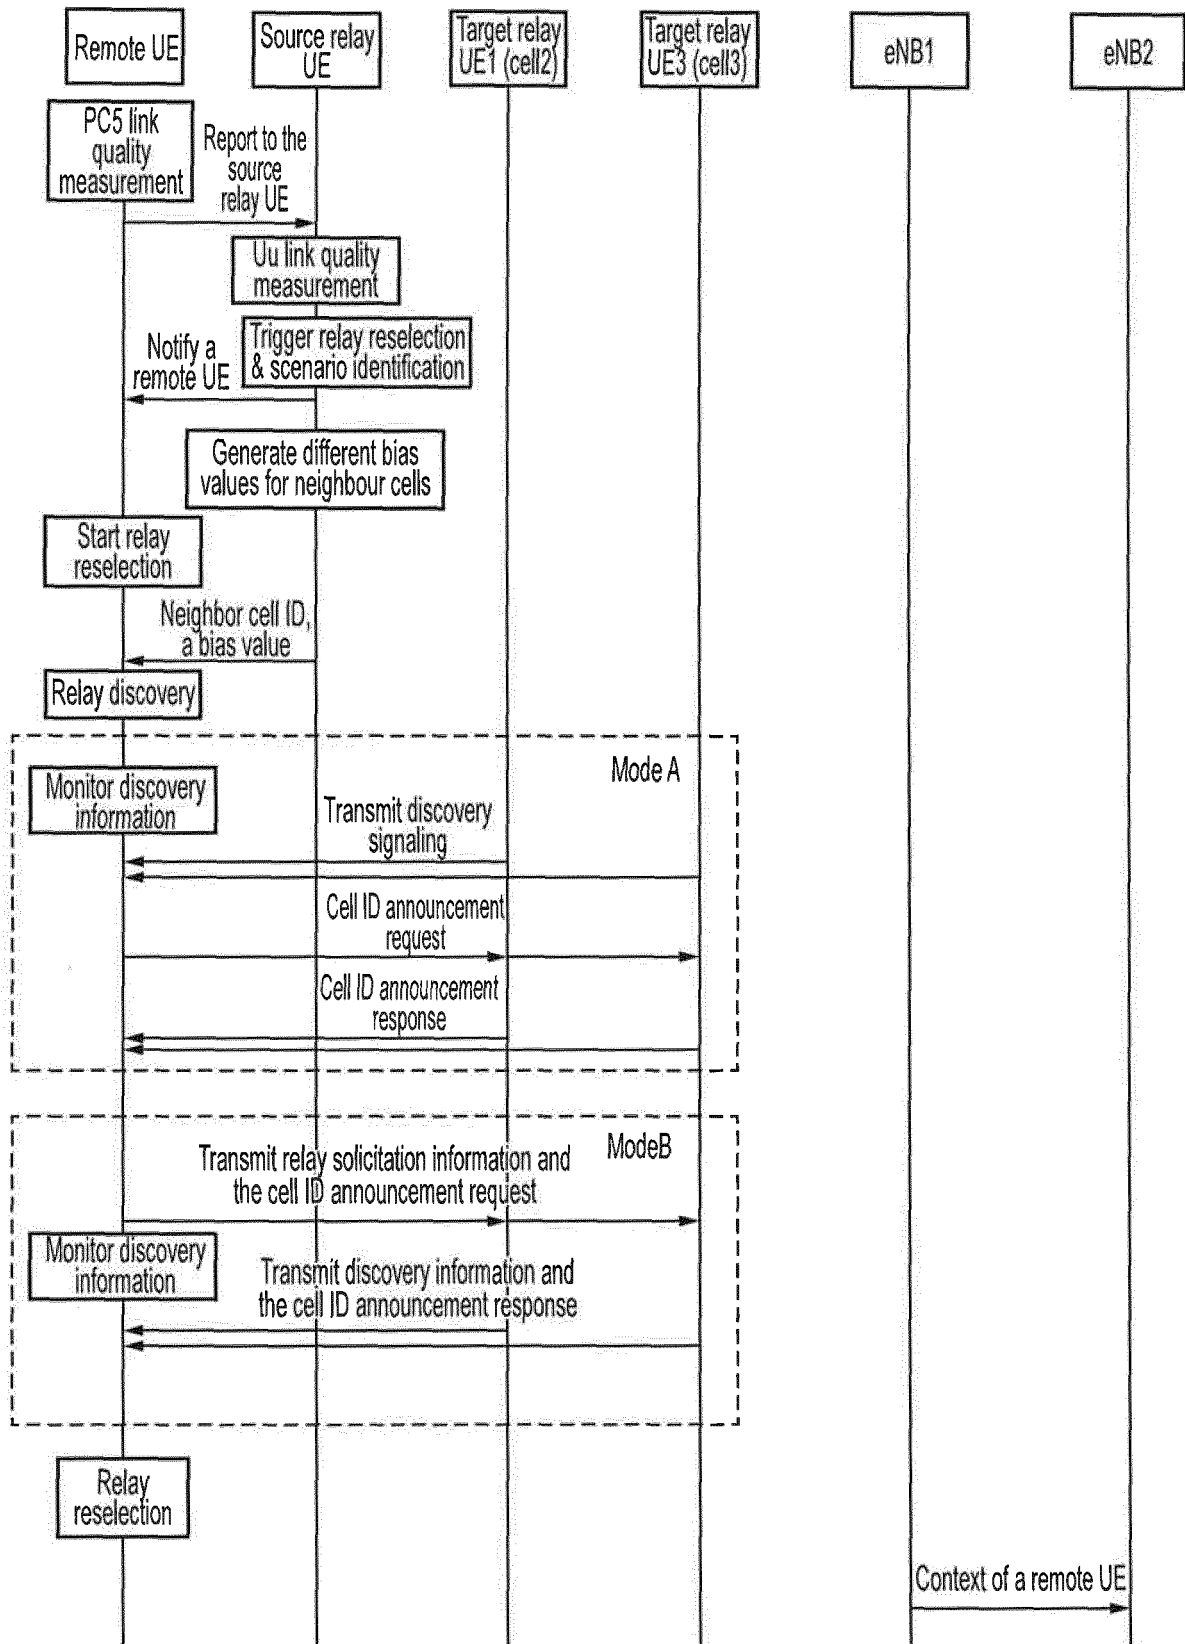 Remote UE
Source relay
UE
Target relay
UE1 (cell2)
Target relay
UE3 (cell3)
eNB1
eNB2
PC5 link
quality
measurement
Report to the
source
relay UE
Uu link quality
measurement
Trigger relay reselection
& scenario identification
Notify a
remote UE
Generate different bias
values for neighbour cells
Start relay
reselection
Neighbor cell ID,
a bias value
Relay discovery
Mode A
Monitor discovery
information
Transmit discovery
signaling
Cell ID announcement
request
Cell ID announcement
response
ModeB
Transmit relay solicitation information and
the cell ID announcement request
Monitor discovery
information
Transmit discovery information and
the cell ID announcement response
Relay
reselection
Context of a remote UE